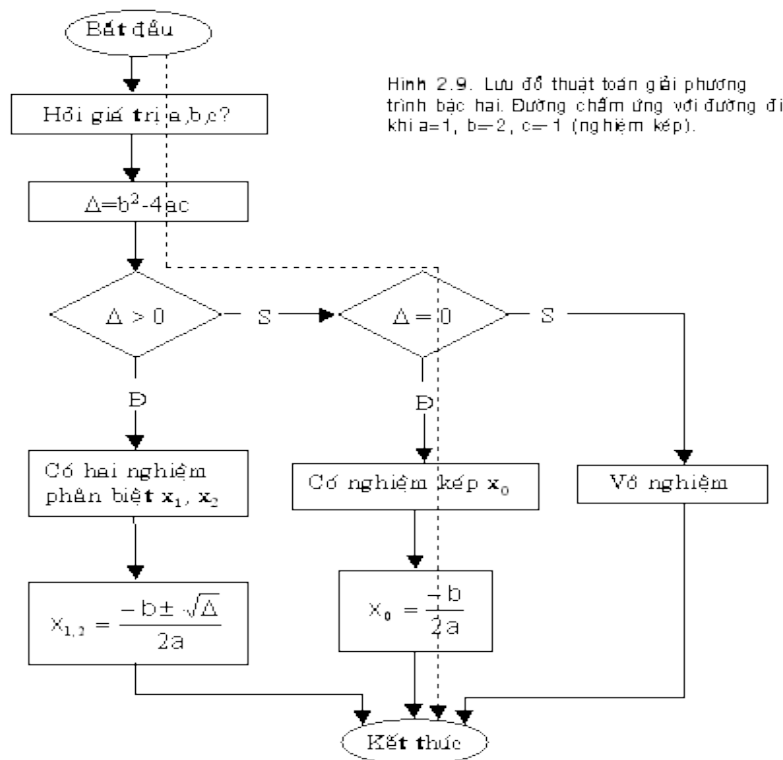 Bắt đầu
Hình 2.9. Lưu đồ thuật toán giải phương
trình bậc hai. Đường chấm ứng với đường đi
khi a=1, b=-2, c=-1 (nghiệm kép).
Hỏi giá trị a,b,c?
Δ=b²-4ac
Δ > 0
S
Δ = 0
S
Đ
Đ
Có hai nghiệm
phân biệt x₁, x₂
Có nghiệm kép x₀
Vô nghiệm
x₁,₂ = (-b ± √Δ) / 2a
x₀ = -b / 2a
Kết thúc